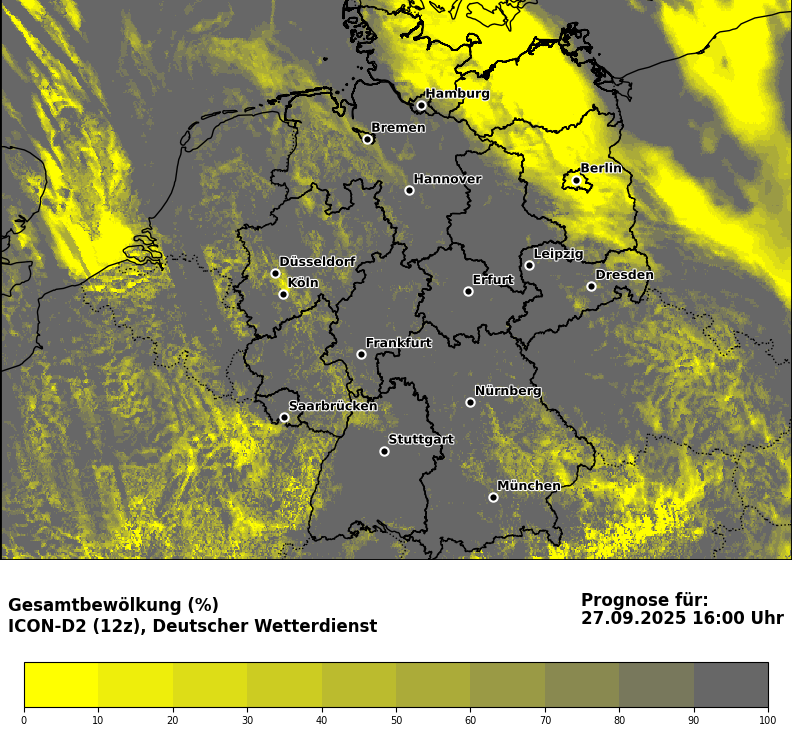 Hamburg
Bremen
Berlin
Hannover
Leipzig
Düsseldorf
Dresden
Köln
Erfurt
Frankfurt
Nürnberg
Saarbrücken
Stuttgart
München
Gesamtbewölkung (%)
ICON-D2 (12z), Deutscher Wetterdienst
Prognose für:
27.09.2025 16:00 Uhr
0 10 20 30 40 50 60 70 80 90 100